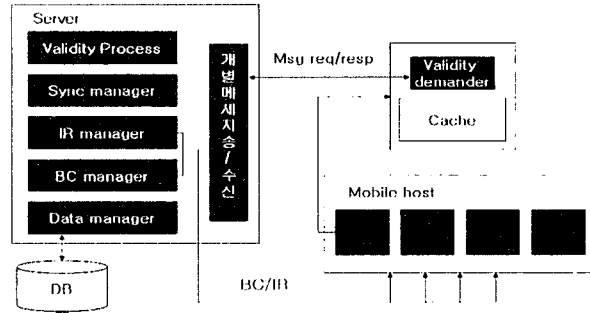 Server
Validity Process
Sync manager
IR manager
BC manager
Data manager
개별메세지송/수신
DB
Msg req/resp
Validity
demander
Cache
Mobile host
BC/IR